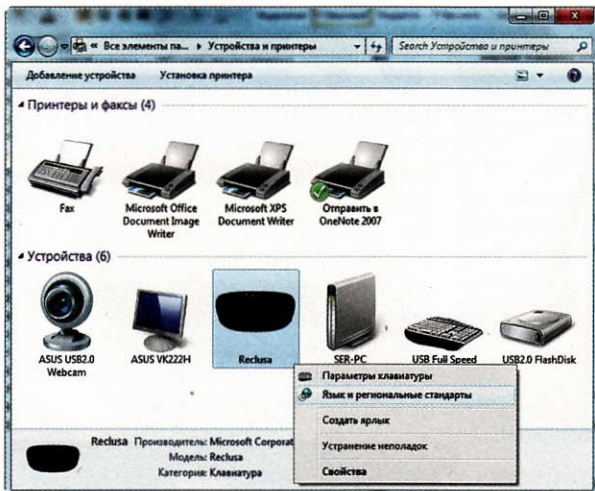 « Все элементы па... ▸ Устройства и принтеры
Search Устройства и принтеры
Добавление устройства Установка принтера
Принтеры и факсы (4)
Fax
Microsoft Office
Document Image
Writer
Microsoft XPS
Document Writer
Отправить в
OneNote 2007
Устройства (6)
ASUS USB2.0
Webcam
ASUS VK222H
Reclusa
SER-PC
USB Full Speed
USB2.0 FlashDisk
Параметры клавиатуры
Язык и региональные стандарты
Создать ярлык
Устранение неполадок
Свойства
Reclusa Производитель: Microsoft Corporat
Модель: Reclusa
Категория: Клавиатура